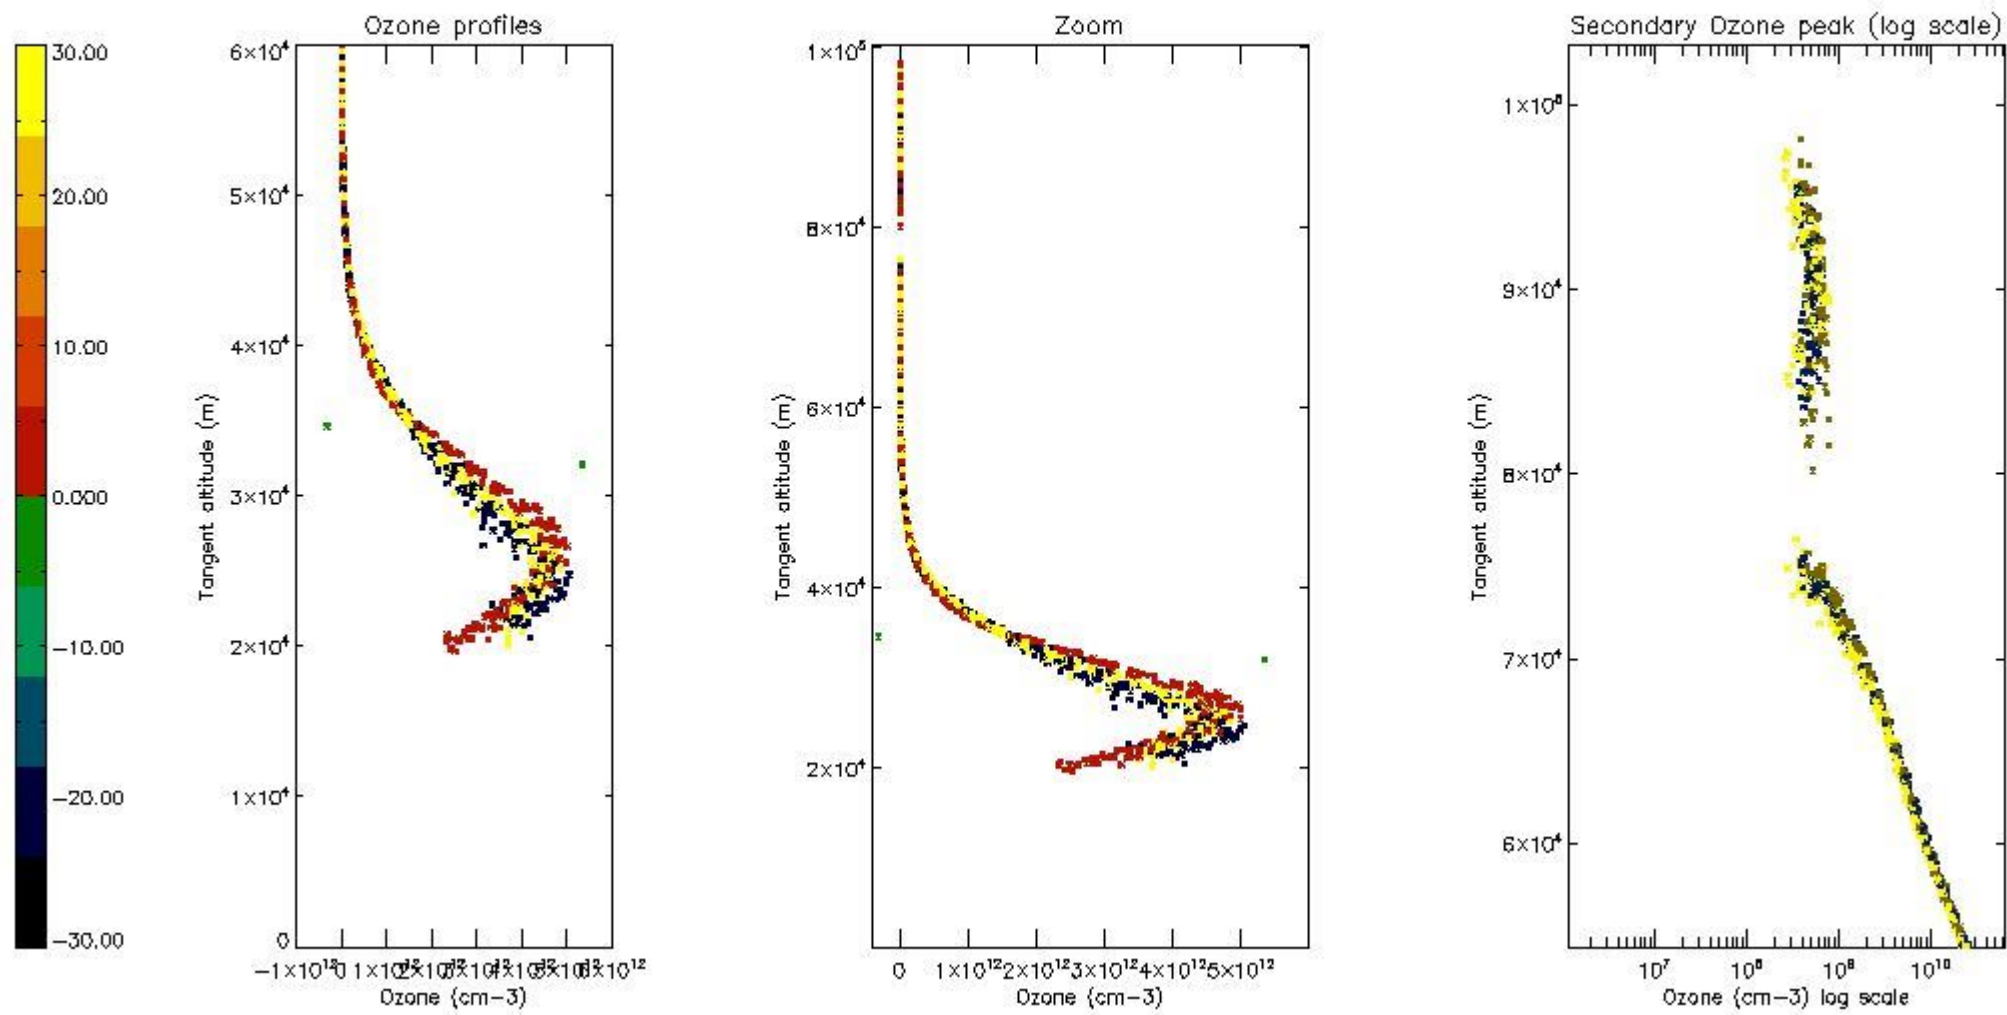 Ozone profiles
Zoom
Secondary Ozone peak (log scale)
30.00
20.00
10.00
-10.00
-20.00
-30.00
6×10⁴
5×10⁴
4×10⁴
3×10⁴
2×10⁴
1×10⁴
0
Tangent altitude (m)
Ozone (cm-3)
1×10⁵
8×10⁴
6×10⁴
4×10⁴
2×10⁴
Tangent altitude (m)
0 1×10¹² 2×10¹² 3×10¹² 4×10¹² 5×10¹²
Ozone (cm-3)
9×10⁴
8×10⁴
7×10⁴
6×10⁴
Tangent altitude (m)
10⁷ 10⁸ 10⁹ 10¹⁰
Ozone (cm-3) log scale